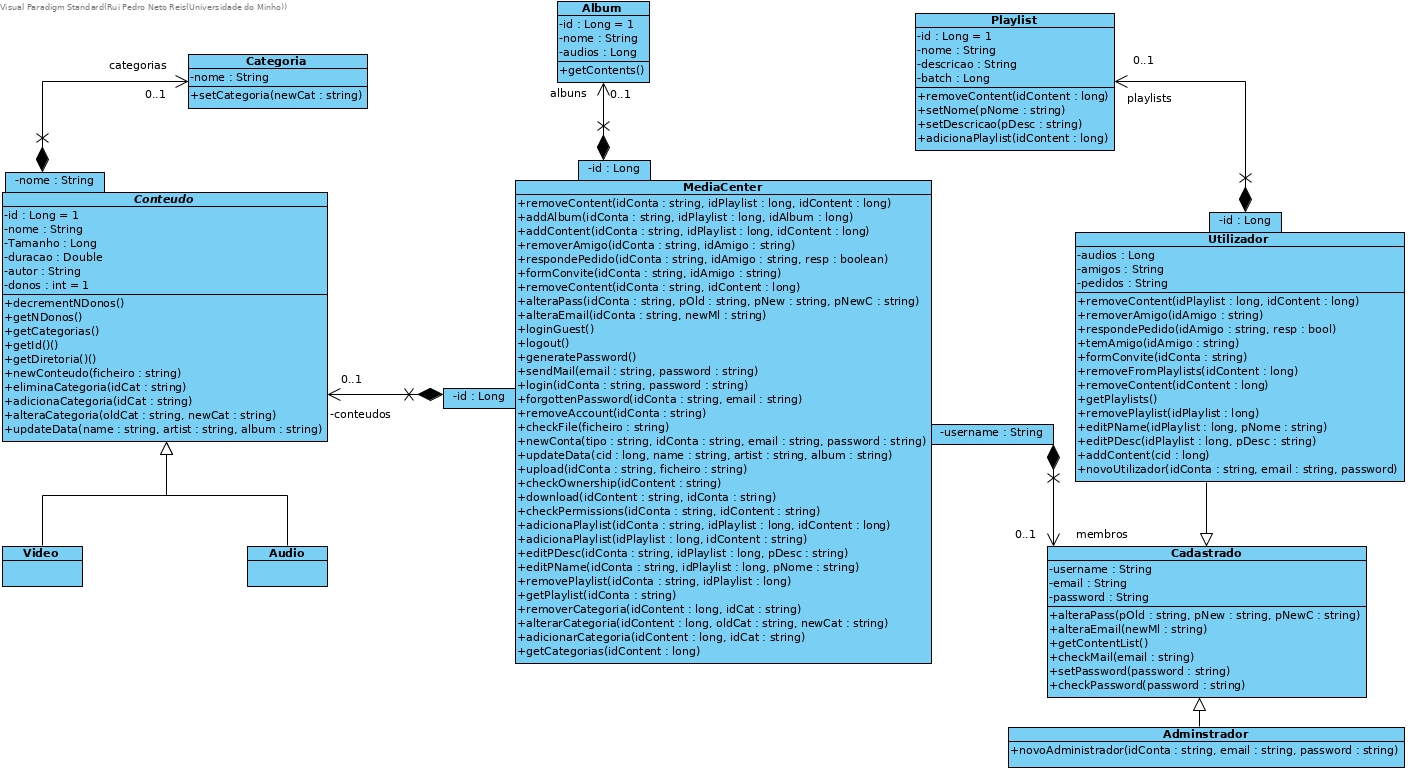 Visual Paradigm Standard(Rui Pedro Neto Reis(Universidade do Minho))
categorias
0..1
Categoria
-nome : String
+setCategoria(newCat : string)
Album
-id : Long = 1
-nome : String
-audios : Long
+getContents()
albuns
0..1
Playlist
-id : Long = 1
-nome : String
-descricao : String
-batch : Long
+removeContent(idContent : long)
+setNome(pNome : string)
+setDescricao(pDesc : string)
+adicionaPlaylist(idContent : long)
0..1
playlists
-nome : String
Conteudo
-id : Long = 1
-nome : String
-Tamanho : Long
-duracao : Double
-autor : String
-donos : int = 1
+decrementNDonos()
+getNDonos()
+getCategorias()
+getId()()
+getDiretoria()()
+newConteudo(ficheiro : string)
+eliminaCategoria(idCat : string)
+adicionaCategoria(idCat : string)
+alteraCategoria(oldCat : string, newCat : string)
+updateData(name : string, artist : string, album : string)
0..1
-conteudos
-id : Long
Video
Audio
-id : Long
MediaCenter
+removeContent(idConta : string, idPlaylist : long, idContent : long)
+addAlbum(idConta : string, idPlaylist : long, idAlbum : long)
+addContent(idConta : string, idPlaylist : long, idContent : long)
+removerAmigo(idConta : string, idAmigo : string)
+respondePedido(idConta : string, idAmigo : string, resp : boolean)
+formConvite(idConta : string, idAmigo : string)
+removeContent(idConta : string, idContent : long)
+alteraPass(idConta : string, pOld : string, pNew : string, pNewC : string)
+alteraEmail(idConta : string, newMl : string)
+loginGuest()
+logout()
+generatePassword()
+sendMail(email : string, password : string)
+login(idConta : string, password : string)
+forgottenPassword(idConta : string, email : string)
+removeAccount(idConta : string)
+checkFile(ficheiro : string)
+newConta(tipo : string, idConta : string, email : string, password : string)
+updateData(cid : long, name : string, artist : string, album : string)
+upload(idConta : string, ficheiro : string)
+checkOwnership(idContent : string)
+download(idContent : string, idConta : string)
+checkPermissions(idConta : string, idContent : string)
+adicionaPlaylist(idConta : string, idPlaylist : long, idContent : long)
+adicionaPlaylist(idPlaylist : long, idContent : string)
+editPDesc(idConta : string, idPlaylist : long, pDesc : string)
+editPName(idConta : string, idPlaylist : long, pNome : string)
+removePlaylist(idConta : string, idPlaylist : long)
+getPlaylist(idConta : string)
+removerCategoria(idContent : long, idCat : string)
+alterarCategoria(idContent : long, oldCat : string, newCat : string)
+adicionarCategoria(idContent : long, idCat : string)
+getCategorias(idContent : long)
-username : String
0..1
membros
-id : Long
Utilizador
-audios : Long
-amigos : String
-pedidos : String
+removeContent(idPlaylist : long, idContent : long)
+removerAmigo(idAmigo : string)
+respondePedido(idAmigo : string, resp : bool)
+temAmigo(idAmigo : string)
+formConvite(idConta : string)
+removeFromPlaylists(idContent : long)
+removeContent(idContent : long)
+getPlaylists()
+removePlaylist(idPlaylist : long)
+editPName(idPlaylist : long, pNome : string)
+editPDesc(idPlaylist : long, pDesc : string)
+addContent(cid : long)
+novoUtilizador(idConta : string, email : string, password)
Cadastrado
-username : String
-email : String
-password : String
+alteraPass(pOld : string, pNew : string, pNewC : string)
+alteraEmail(newMl : string)
+getContentList()
+checkMail(email : string)
+setPassword(password : string)
+checkPassword(password : string)
Adminstrador
+novoAdministrador(idConta : string, email : string, password : string)